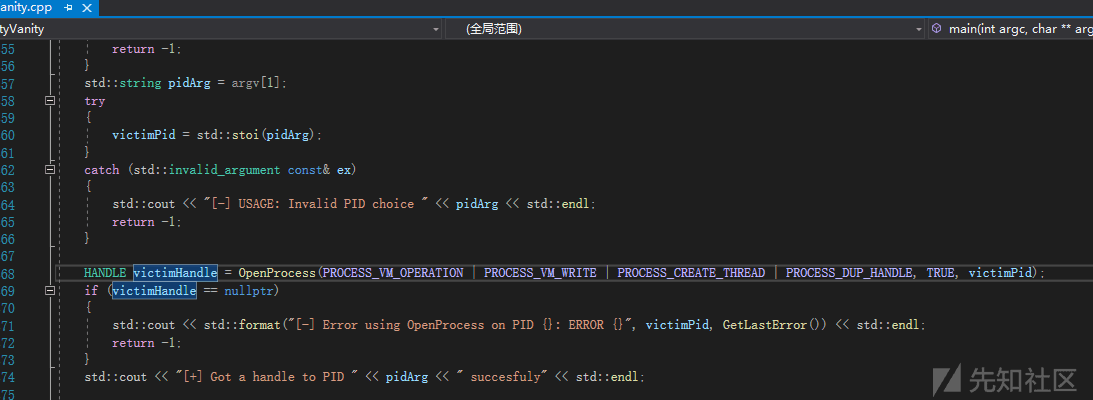 anity.cpp
tyVanity
(全局范围)
main(int argc, char ** arg
55 return -1;
56 }
57 std::string pidArg = argv[1];
58 try
59 {
60 victimPid = std::stoi(pidArg);
61 }
62 catch (std::invalid_argument const& ex)
63 {
64 std::cout << "[-] USAGE: Invalid PID choice " << pidArg << std::endl;
65 return -1;
66 }
67
68 HANDLE victimHandle = OpenProcess(PROCESS_VM_OPERATION | PROCESS_VM_WRITE | PROCESS_CREATE_THREAD | PROCESS_DUP_HANDLE, TRUE, victimPid);
69 if (victimHandle == nullptr)
70 {
71 std::cout << std::format("[-] Error using OpenProcess on PID {}: ERROR {}", victimPid, GetLastError()) << std::endl;
72 return -1;
73 }
74 std::cout << "[+] Got a handle to PID " << pidArg << " succesfuly" << std::endl;
75
先知社区